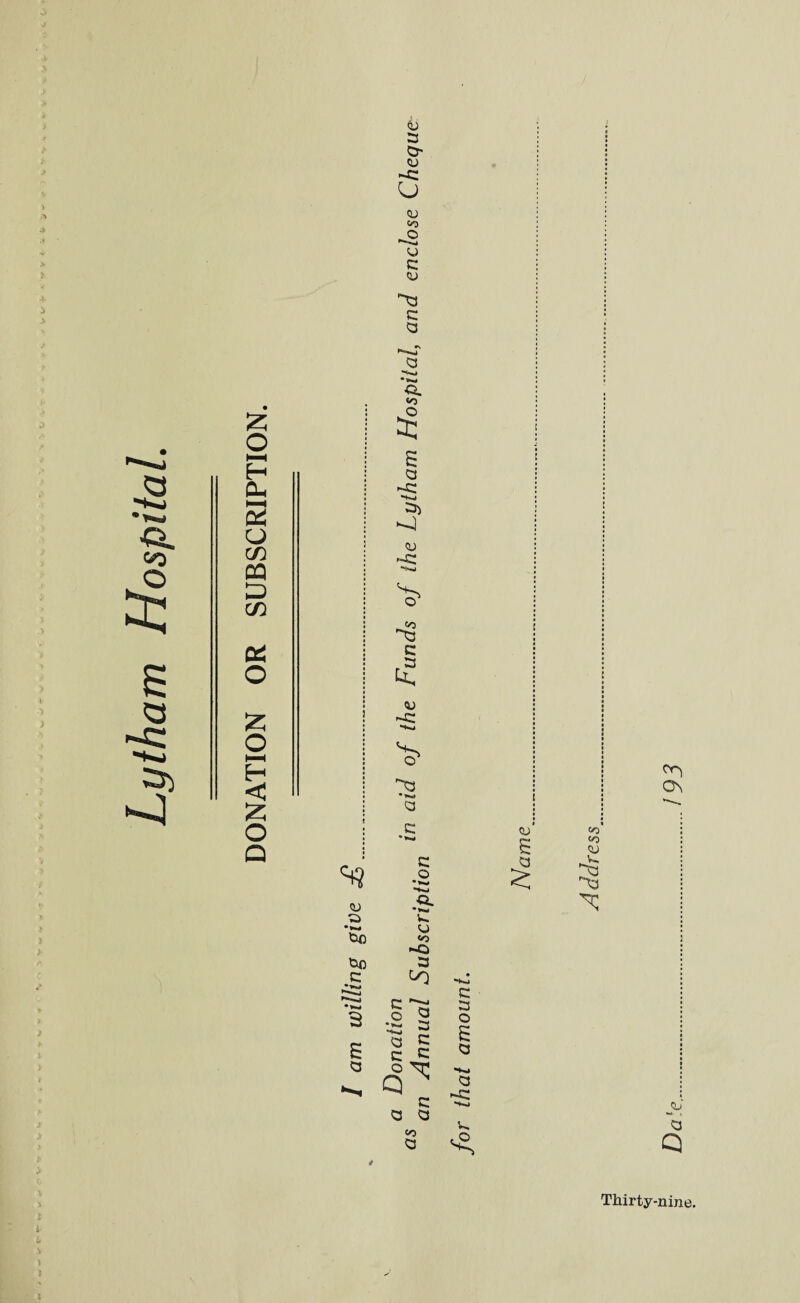 Lytham Hospital.
DONATION OR SUBSCRIPTION.
I am willing give £
a Donation
as an Annual Subscription in aid of the Funds of the Lytham Hospital, and enclose Cheque
for that amount.
Name
Address
Date 193
Thirty-nine.